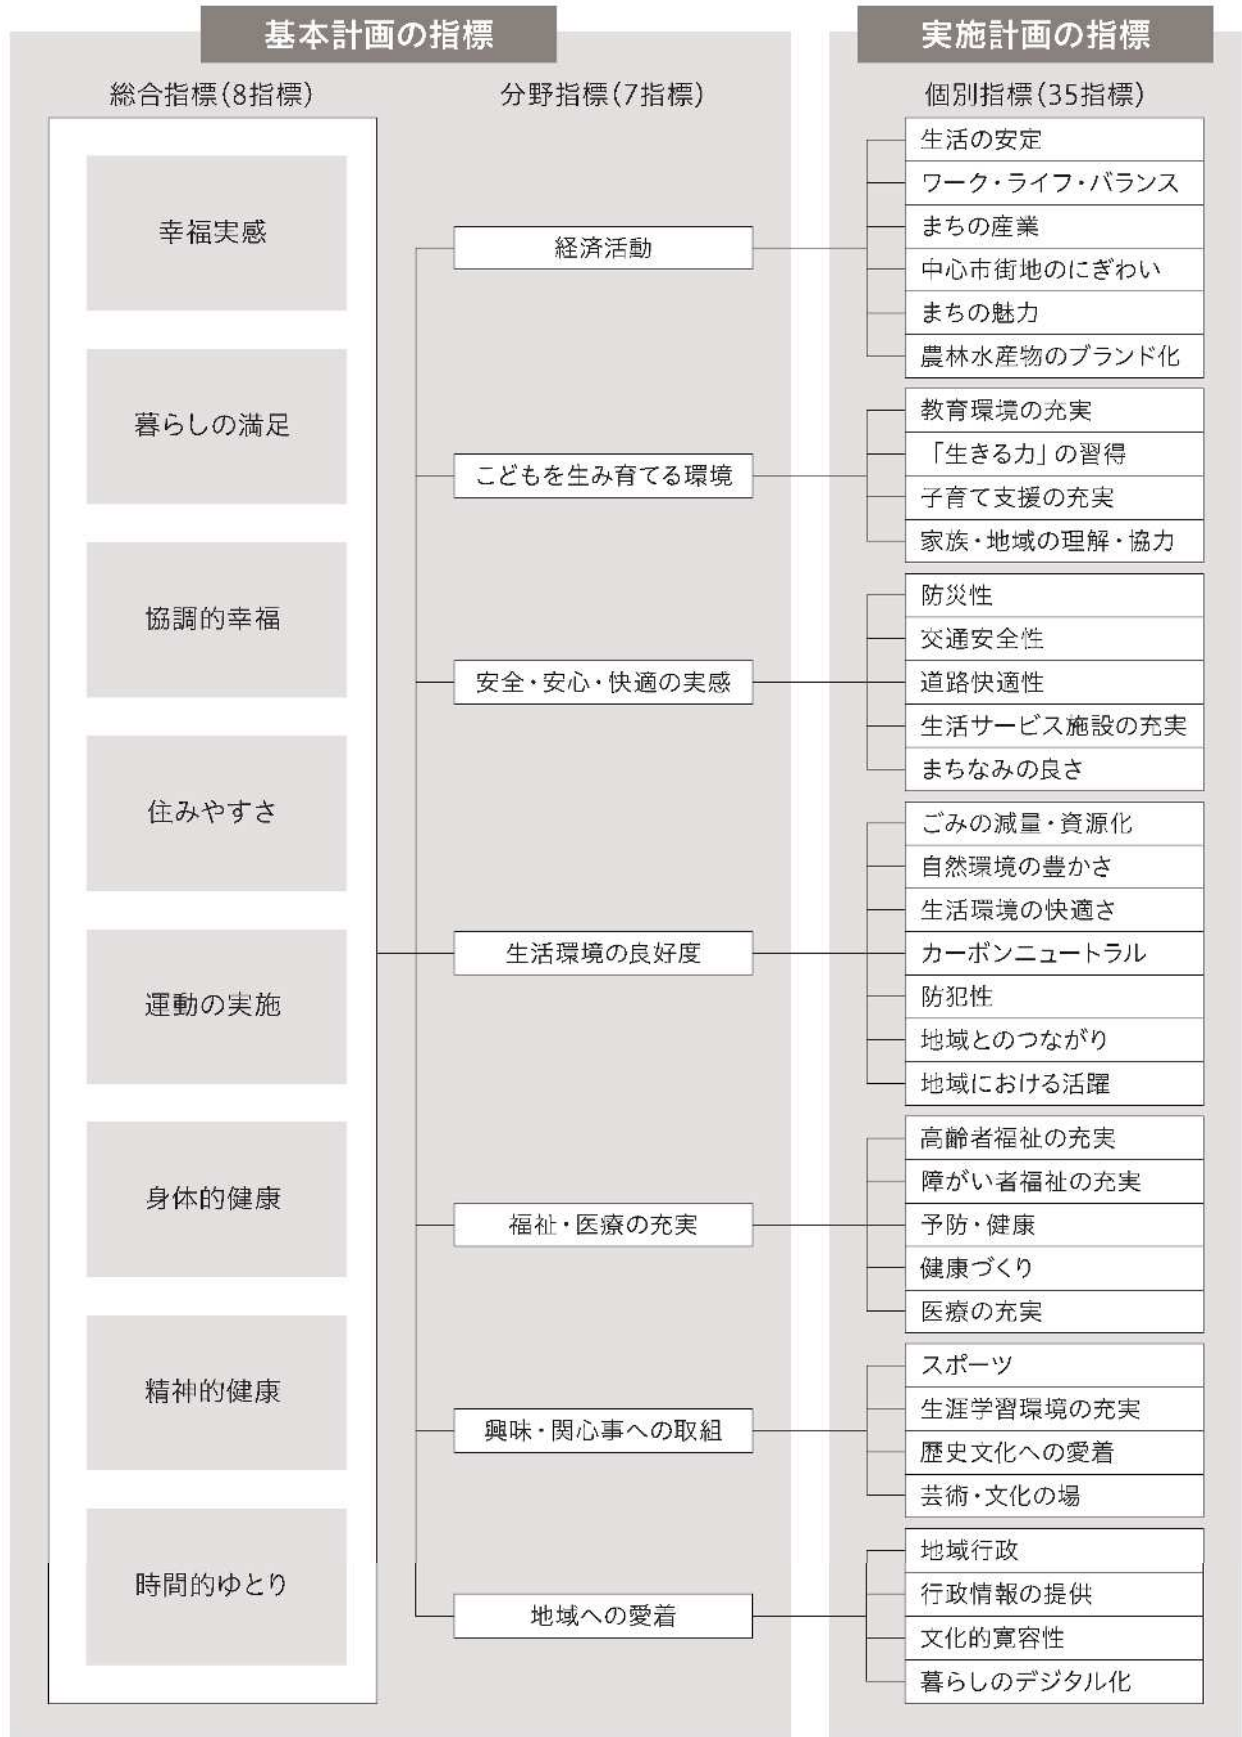 基本計画の指標
実施計画の指標
総合指標(8指標)
分野指標(7指標)
個別指標(35指標)
幸福実感
暮らしの満足
協調的幸福
住みやすさ
運動の実施
身体的健康
精神的健康
時間的ゆとり
経済活動
生活の安定
ワーク・ライフ・バランス
まちの産業
中心市街地のにぎわい
まちの魅力
農林水産物のブランド化
こどもを生み育てる環境
教育環境の充実
「生きる力」の習得
子育て支援の充実
家族・地域の理解・協力
安全・安心・快適の実感
防災性
交通安全性
道路快適性
生活サービス施設の充実
まちなみの良さ
生活環境の良好度
ごみの減量・資源化
自然環境の豊かさ
生活環境の快適さ
カーボンニュートラル
防犯性
地域とのつながり
地域における活躍
福祉・医療の充実
高齢者福祉の充実
障がい者福祉の充実
予防・健康
健康づくり
医療の充実
興味・関心事への取組
スポーツ
生涯学習環境の充実
歴史文化への愛着
芸術・文化の場
地域への愛着
地域行政
行政情報の提供
文化的寛容性
暮らしのデジタル化